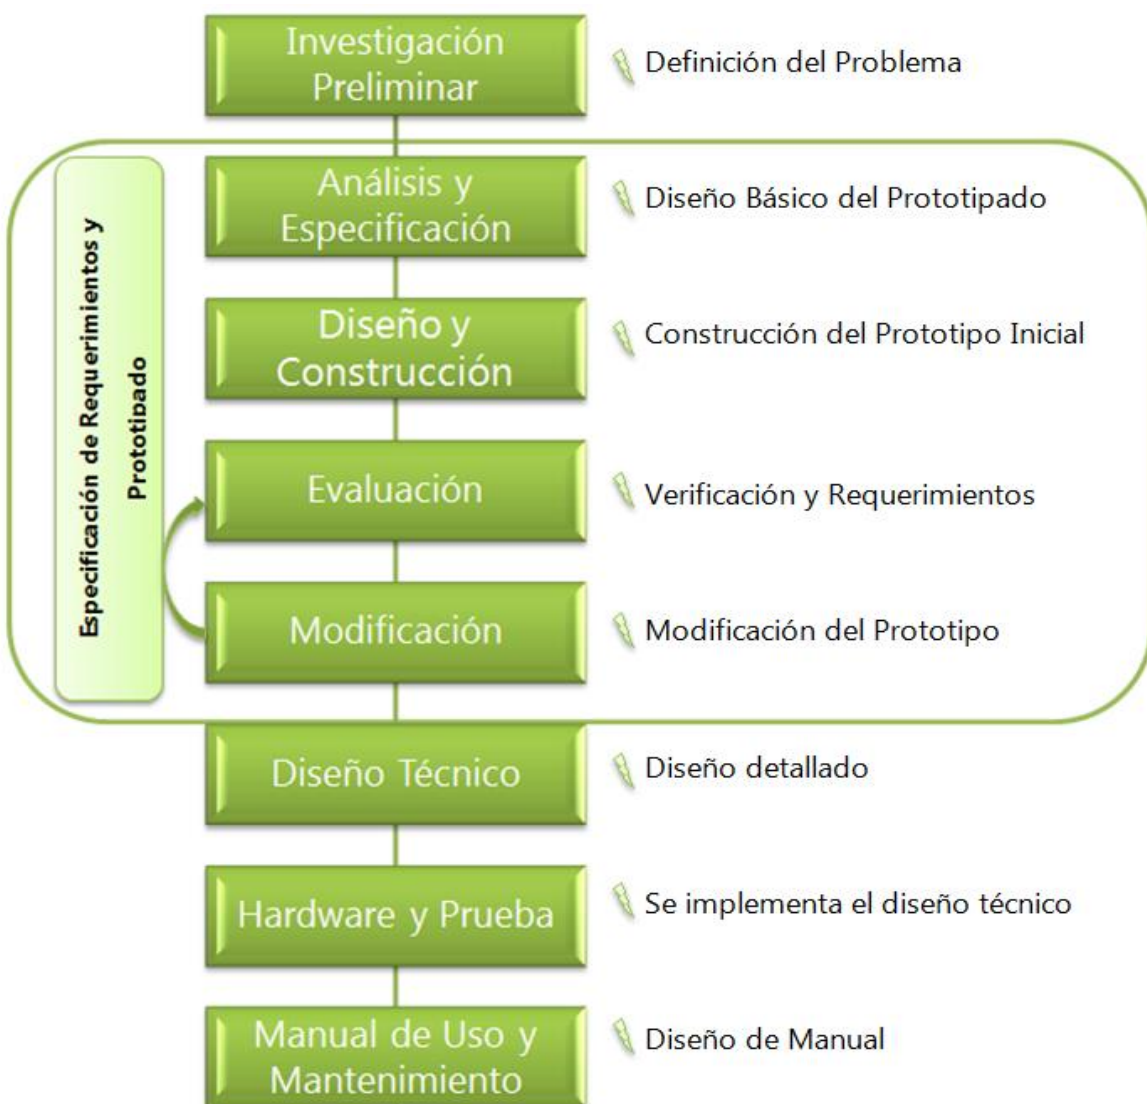 Investigación
Preliminar
Definición del Problema
Especificación de Requerimientos y
Prototipado
Análisis y
Especificación
Diseño Básico del Prototipado
Diseño y
Construcción
Construcción del Prototipo Inicial
Evaluación
Verificación y Requerimientos
Modificación
Modificación del Prototipo
Diseño Técnico
Diseño detallado
Hardware y Prueba
Se implementa el diseño técnico
Manual de Uso y
Mantenimiento
Diseño de Manual